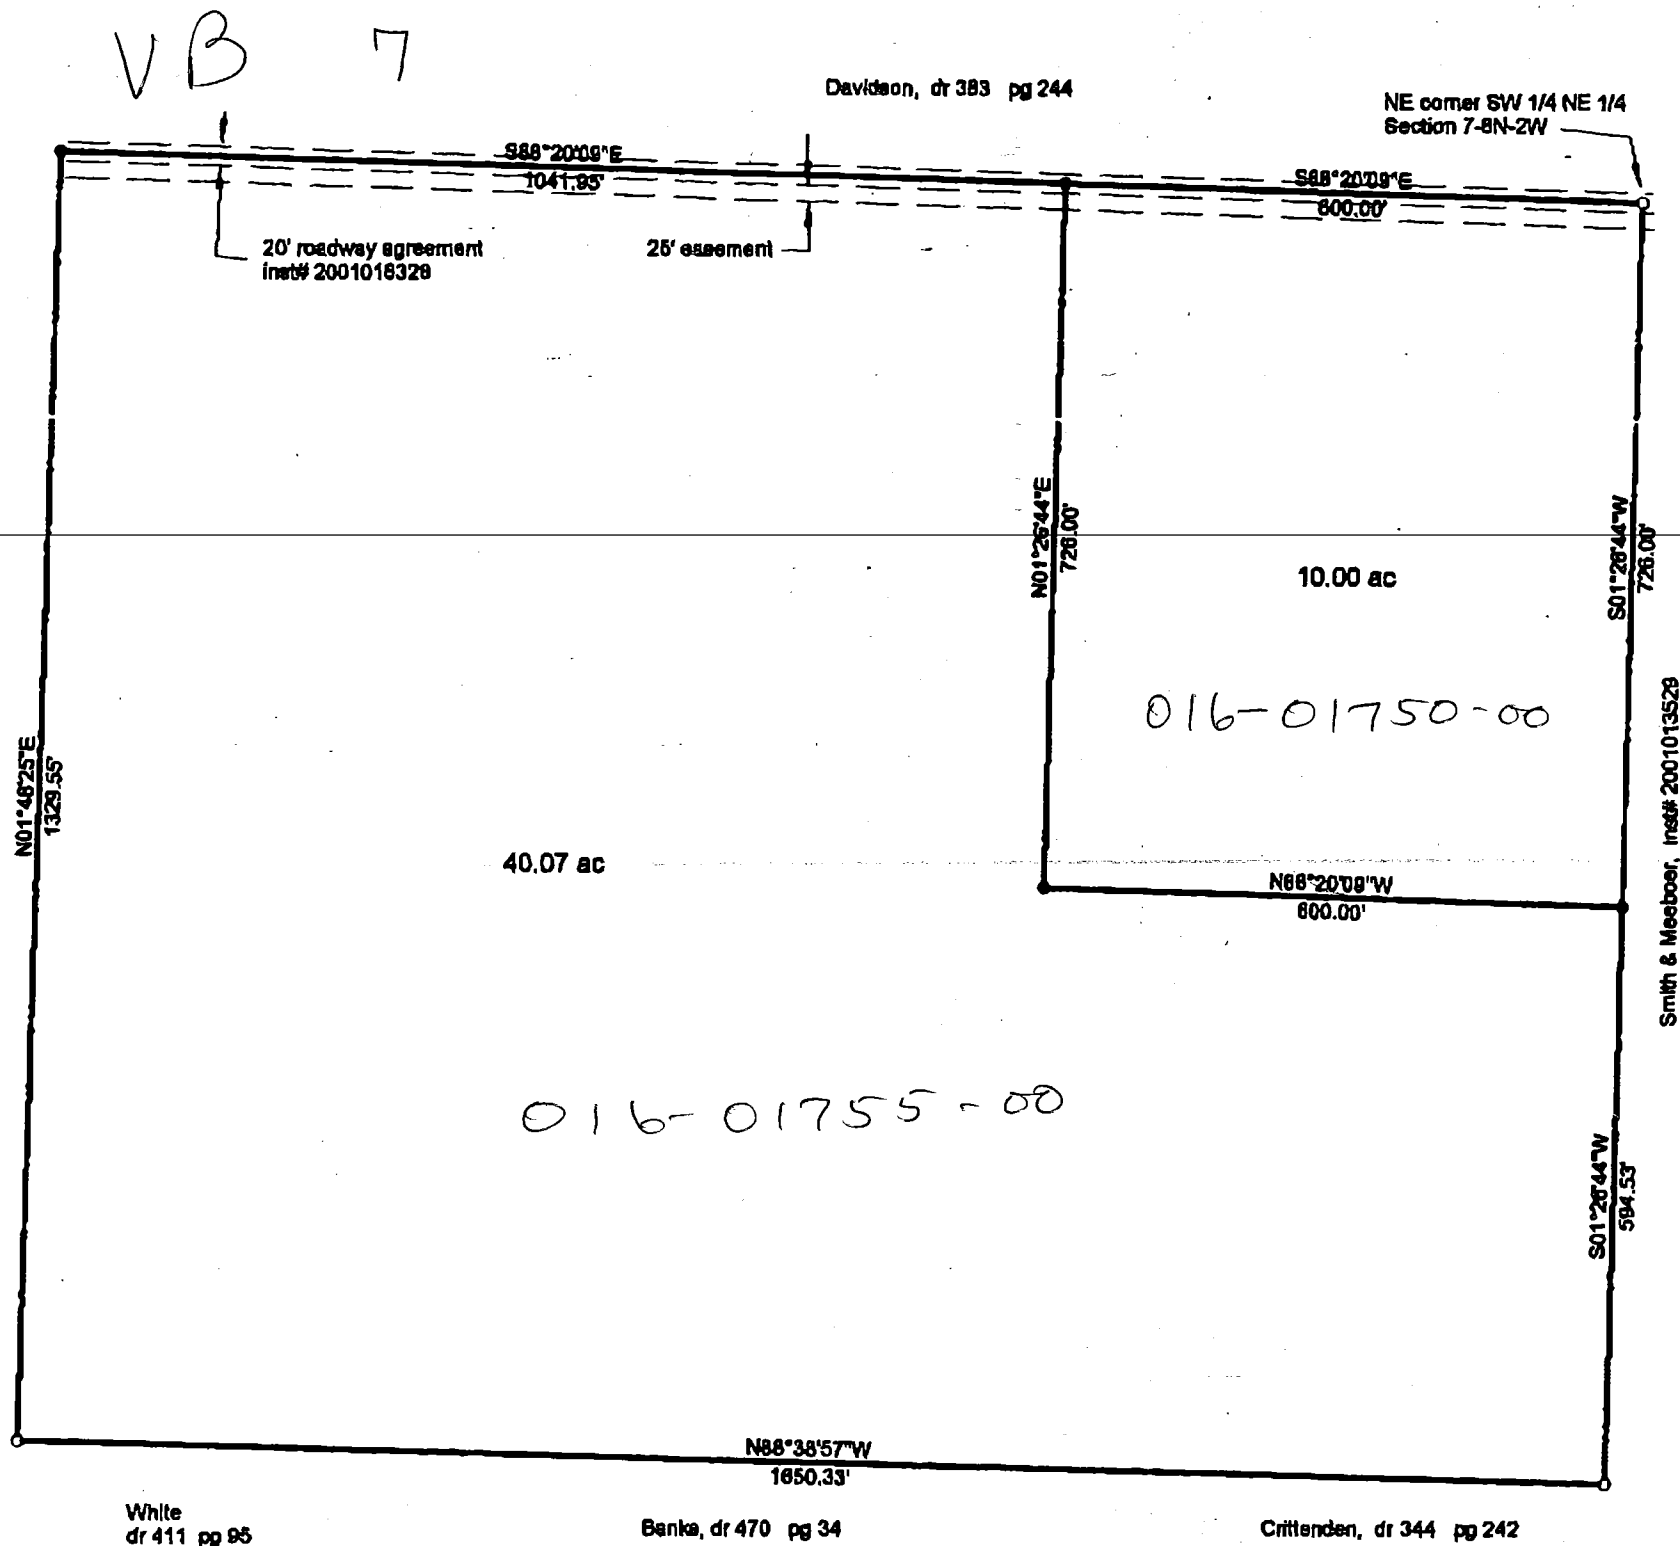 VB 7
Davidson, dr 383 pg 244
NE corner SW 1/4 NE 1/4
Section 7-8N-2W
S88°20'09"E
1041.95'
S88°20'09"E
600.00'
20' roadway agreement
inst# 2001018328
25' easement
N01°26'44"E
726.00'
S01°26'44"W
726.00'
10.00 ac
016-01750-00
N01°46'25"E
1329.55'
Smith & Meeboer, inst# 2001013529
40.07 ac
N88°20'09"W
600.00'
016-01755-00
S01°26'44"W
594.53'
N88°38'57"W
1650.33'
White
dr 411 pg 95
Banks, dr 470 pg 34
Crittenden, dr 344 pg 242